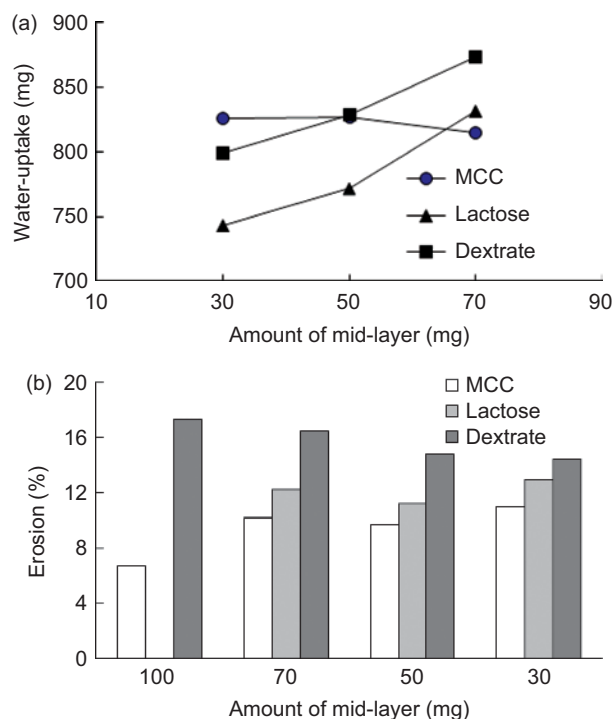 (a)
900
850
800
750
700
Water-uptake (mg)
MCC
Lactose
Dextrate
10
30
50
70
90
Amount of mid-layer (mg)
(b)
20
16
12
8
4
0
Erosion (%)
MCC
Lactose
Dextrate
100
70
50
30
Amount of mid-layer (mg)